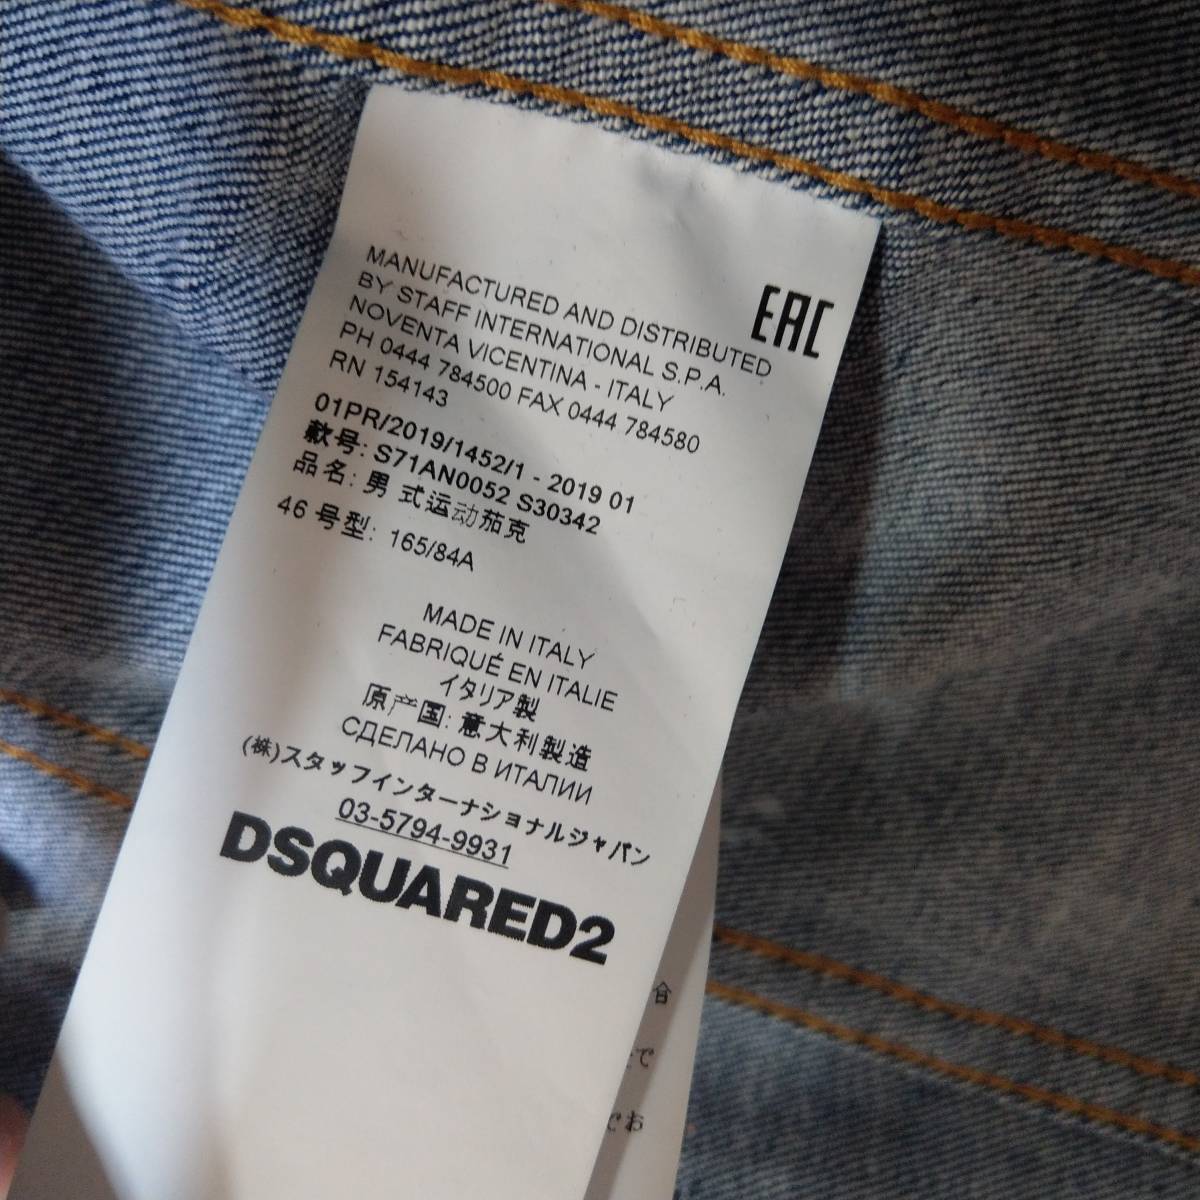 EAC
MANUFACTURED AND DISTRIBUTED
BY STAFF INTERNATIONAL S.P.A.
NOVENTA VICENTINA - ITALY
PH 0444 784500 FAX 0444 784580
RN 154143
01PR/2019/1452/1 - 2019 01
款号: S71AN0052 S30342
品名: 男 式运动茄克
46 号型: 165/84A
MADE IN ITALY
FABRIQUÉ EN ITALIE
イタリア製
原产国: 意大利製造
СДЕЛАНО В ИТАЛИИ
(株)スタッフインターナショナルジャパン
03-5794-9931
DSQUARED2
合
で
でお